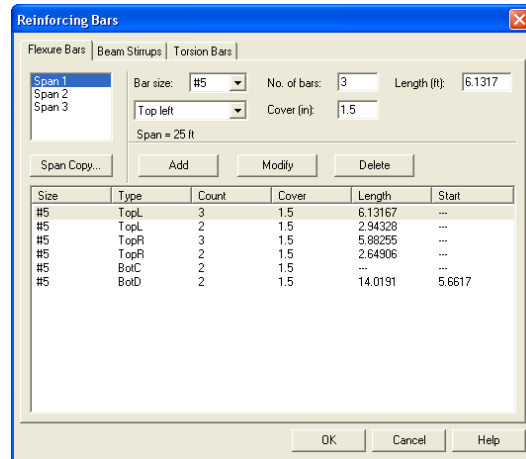 Reinforcing Bars
Flexure Bars Beam Stirrups Torsion Bars
Span 1
Span 2
Span 3
Bar size: #5 No. of bars: 3 Length (ft): 6.1317
Top left Cover (in): 1.5
Span = 25 ft
Span Copy... Add Modify Delete
Size Type Count Cover Length Start
#5 TopL 3 1.5 6.13167 ---
#5 TopL 2 1.5 2.94328 ---
#5 TopR 3 1.5 5.88255 ---
#5 TopR 2 1.5 2.64906 ---
#5 BotC 2 1.5 --- ---
#5 BotD 2 1.5 14.0191 5.6617
OK Cancel Help